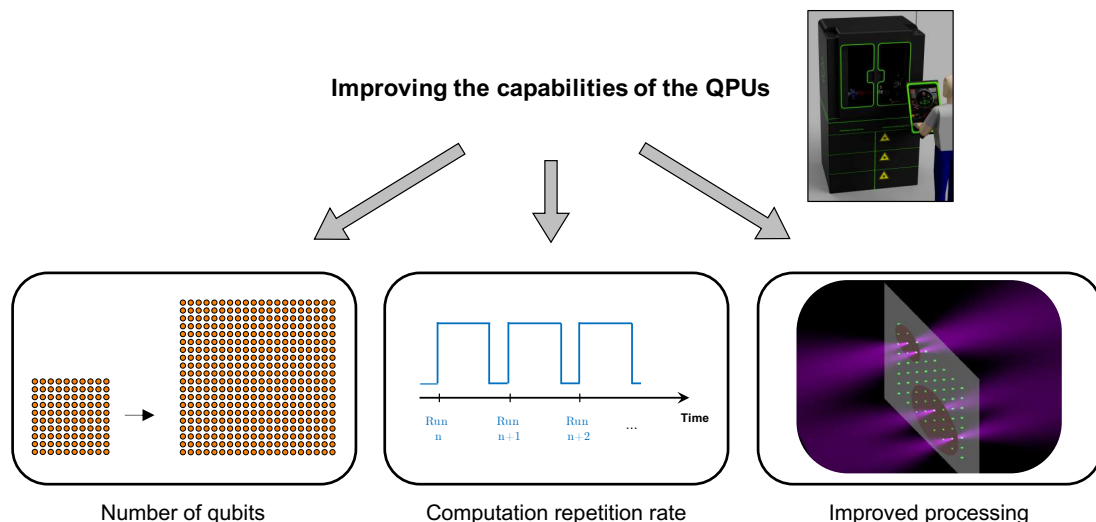 Improving the capabilities of the QPUs
Time
Run Run Run ...
n n+1 n+2
Number of qubits Computation repetition rate Improved processing